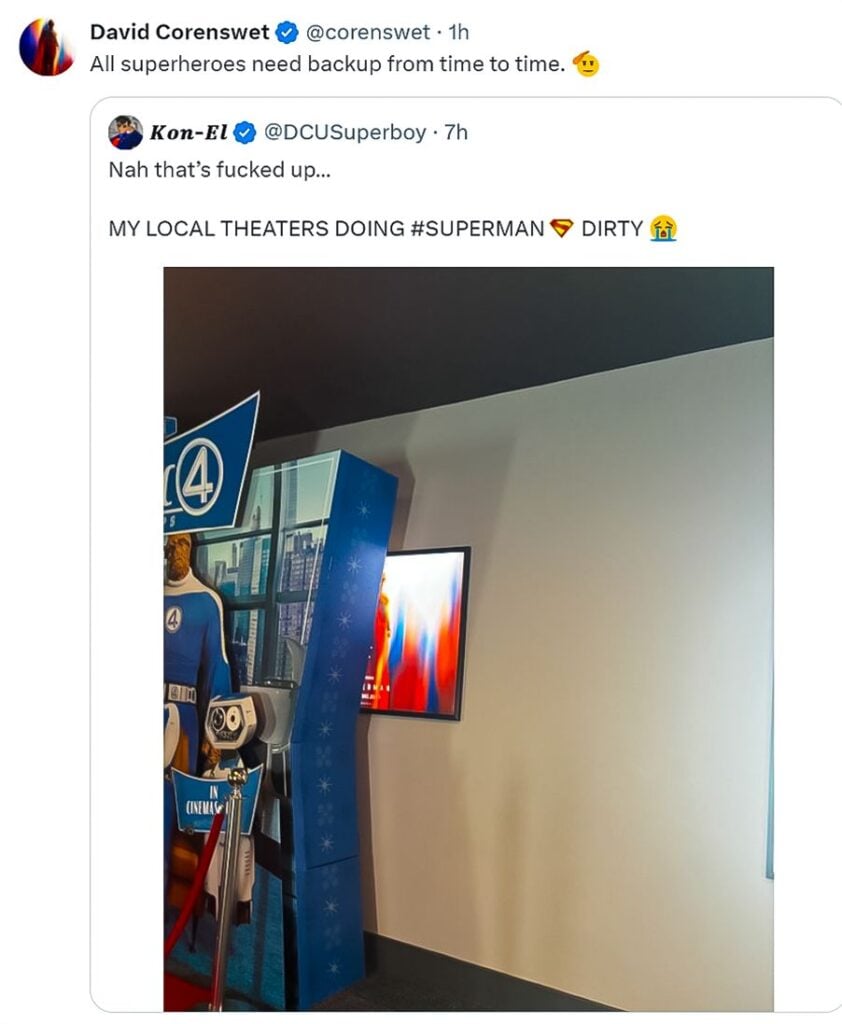 David Corenswet @corenswet · 1h
All superheroes need backup from time to time. 🫡
Kon-El @DCUSuperboy · 7h
Nah that's fucked up...
MY LOCAL THEATERS DOING #SUPERMAN DIRTY 😭
4
4
4
IN
CINEMAS